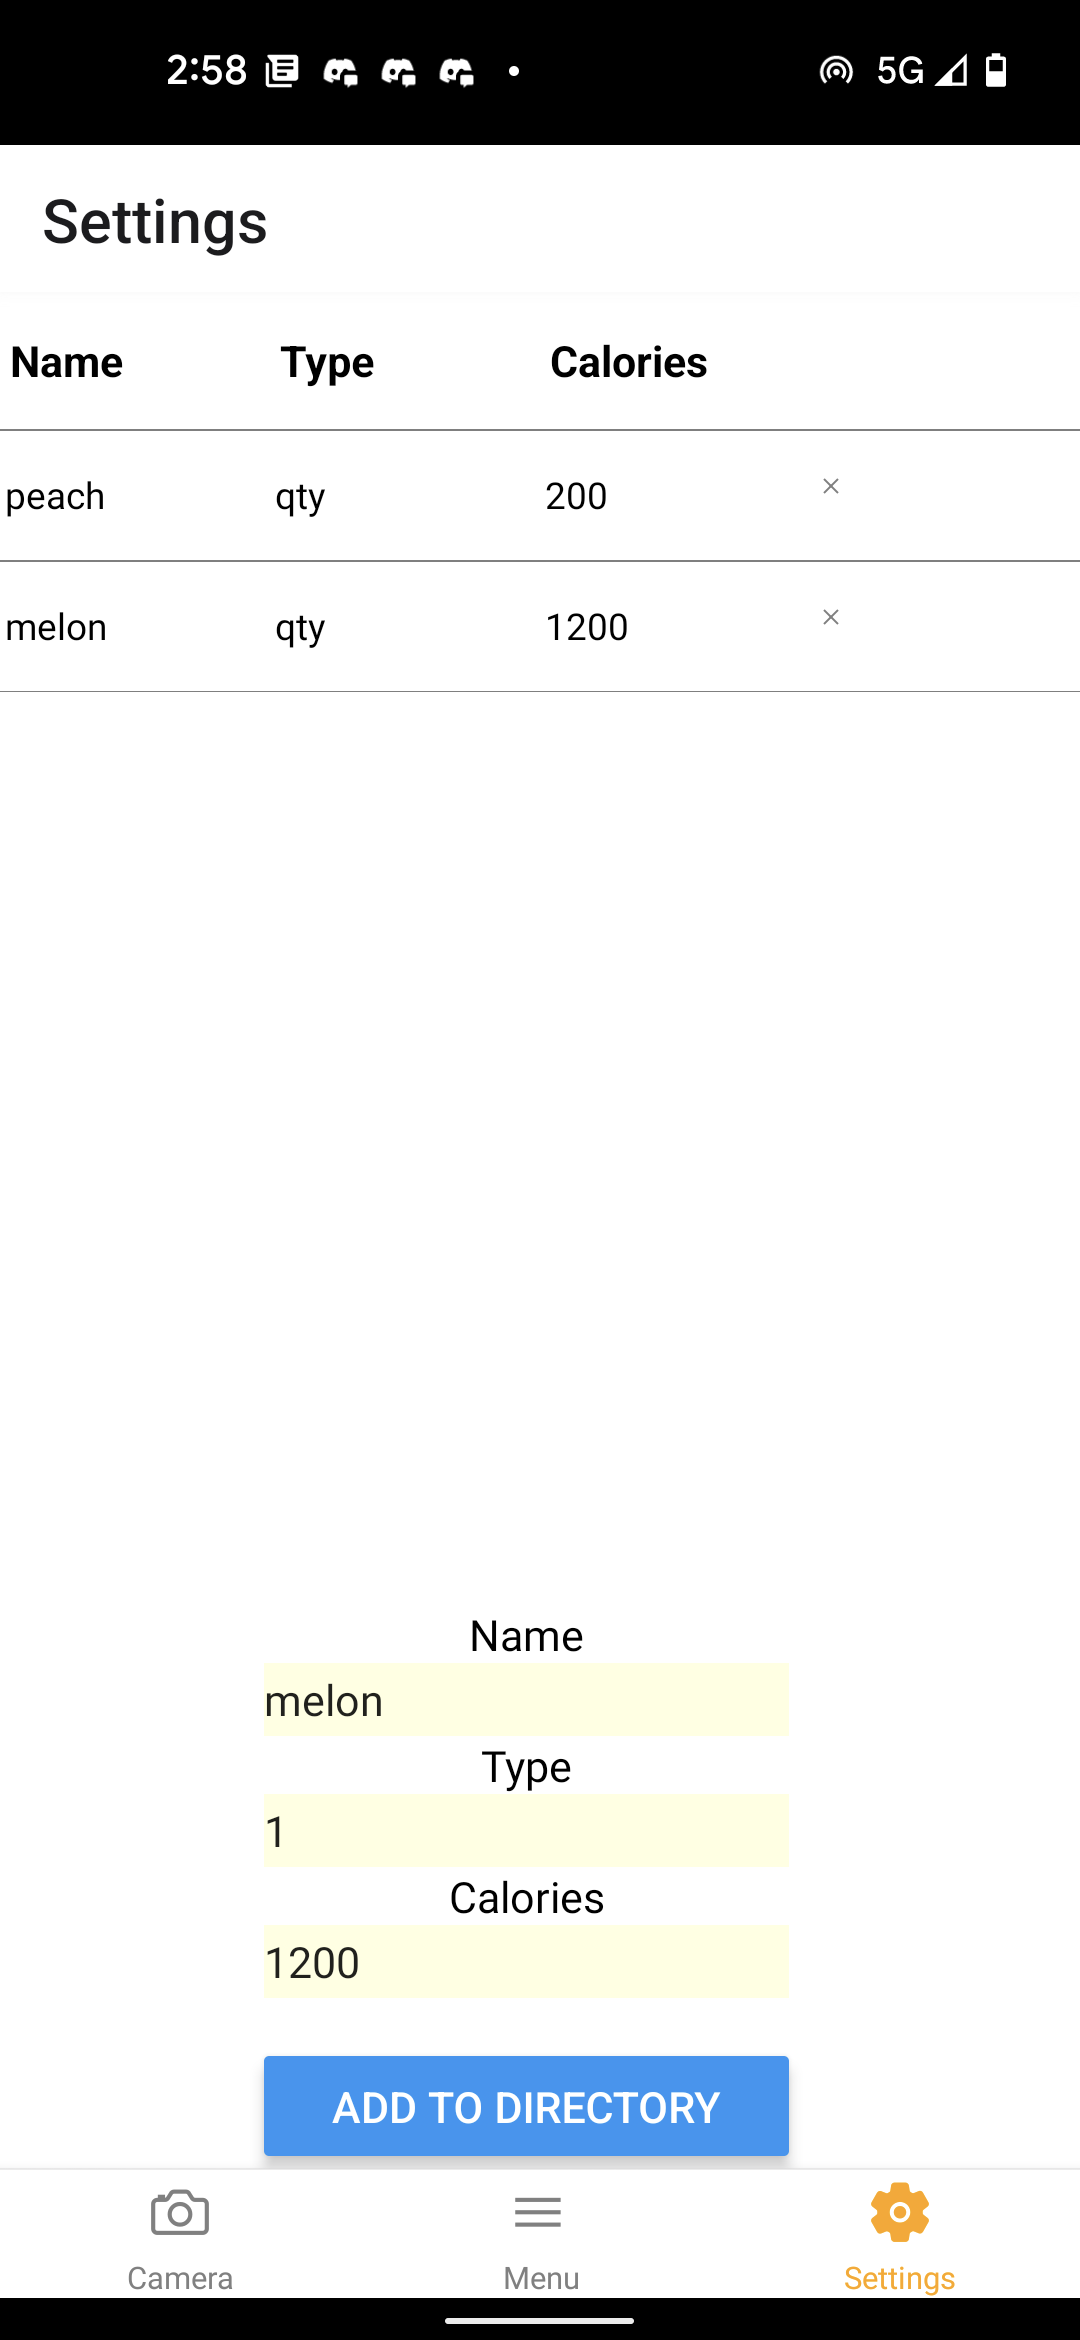 2:58 5G
Settings
Name Type Calories
peach qty 200 ×
melon qty 1200 ×
Name
melon
Type
1
Calories
1200
ADD TO DIRECTORY
Camera Menu Settings